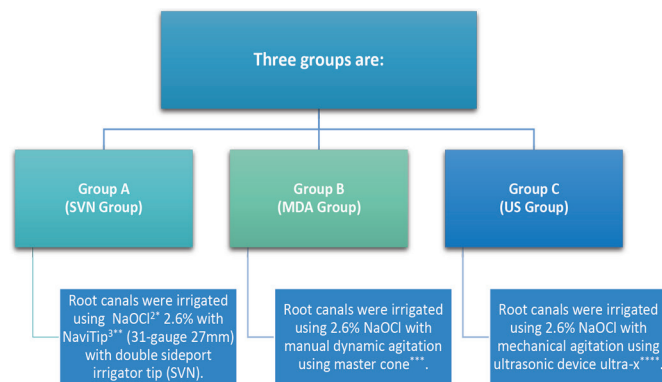 Three groups are:
Group A
(SVN Group)
Group B
(MDA Group)
Group C
(US Group)
Root canals were irrigated
using NaOCl²* 2.6% with
NaviTip³** (31-gauge 27mm)
with double sideport
irrigator tip (SVN).
Root canals were irrigated
using 2.6% NaOCl with
manual dynamic agitation
using master cone***.
Root canals were irrigated
using 2.6% NaOCl with
mechanical agitation using
ultrasonic device ultra-x****.